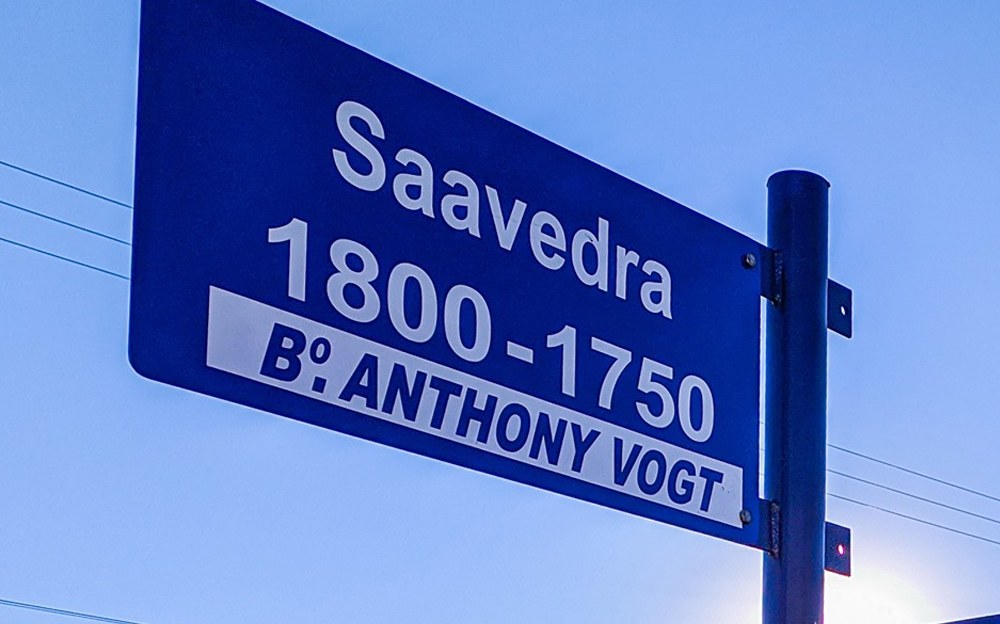 Saavedra
1800-1750
Bº. ANTHONY VOGT